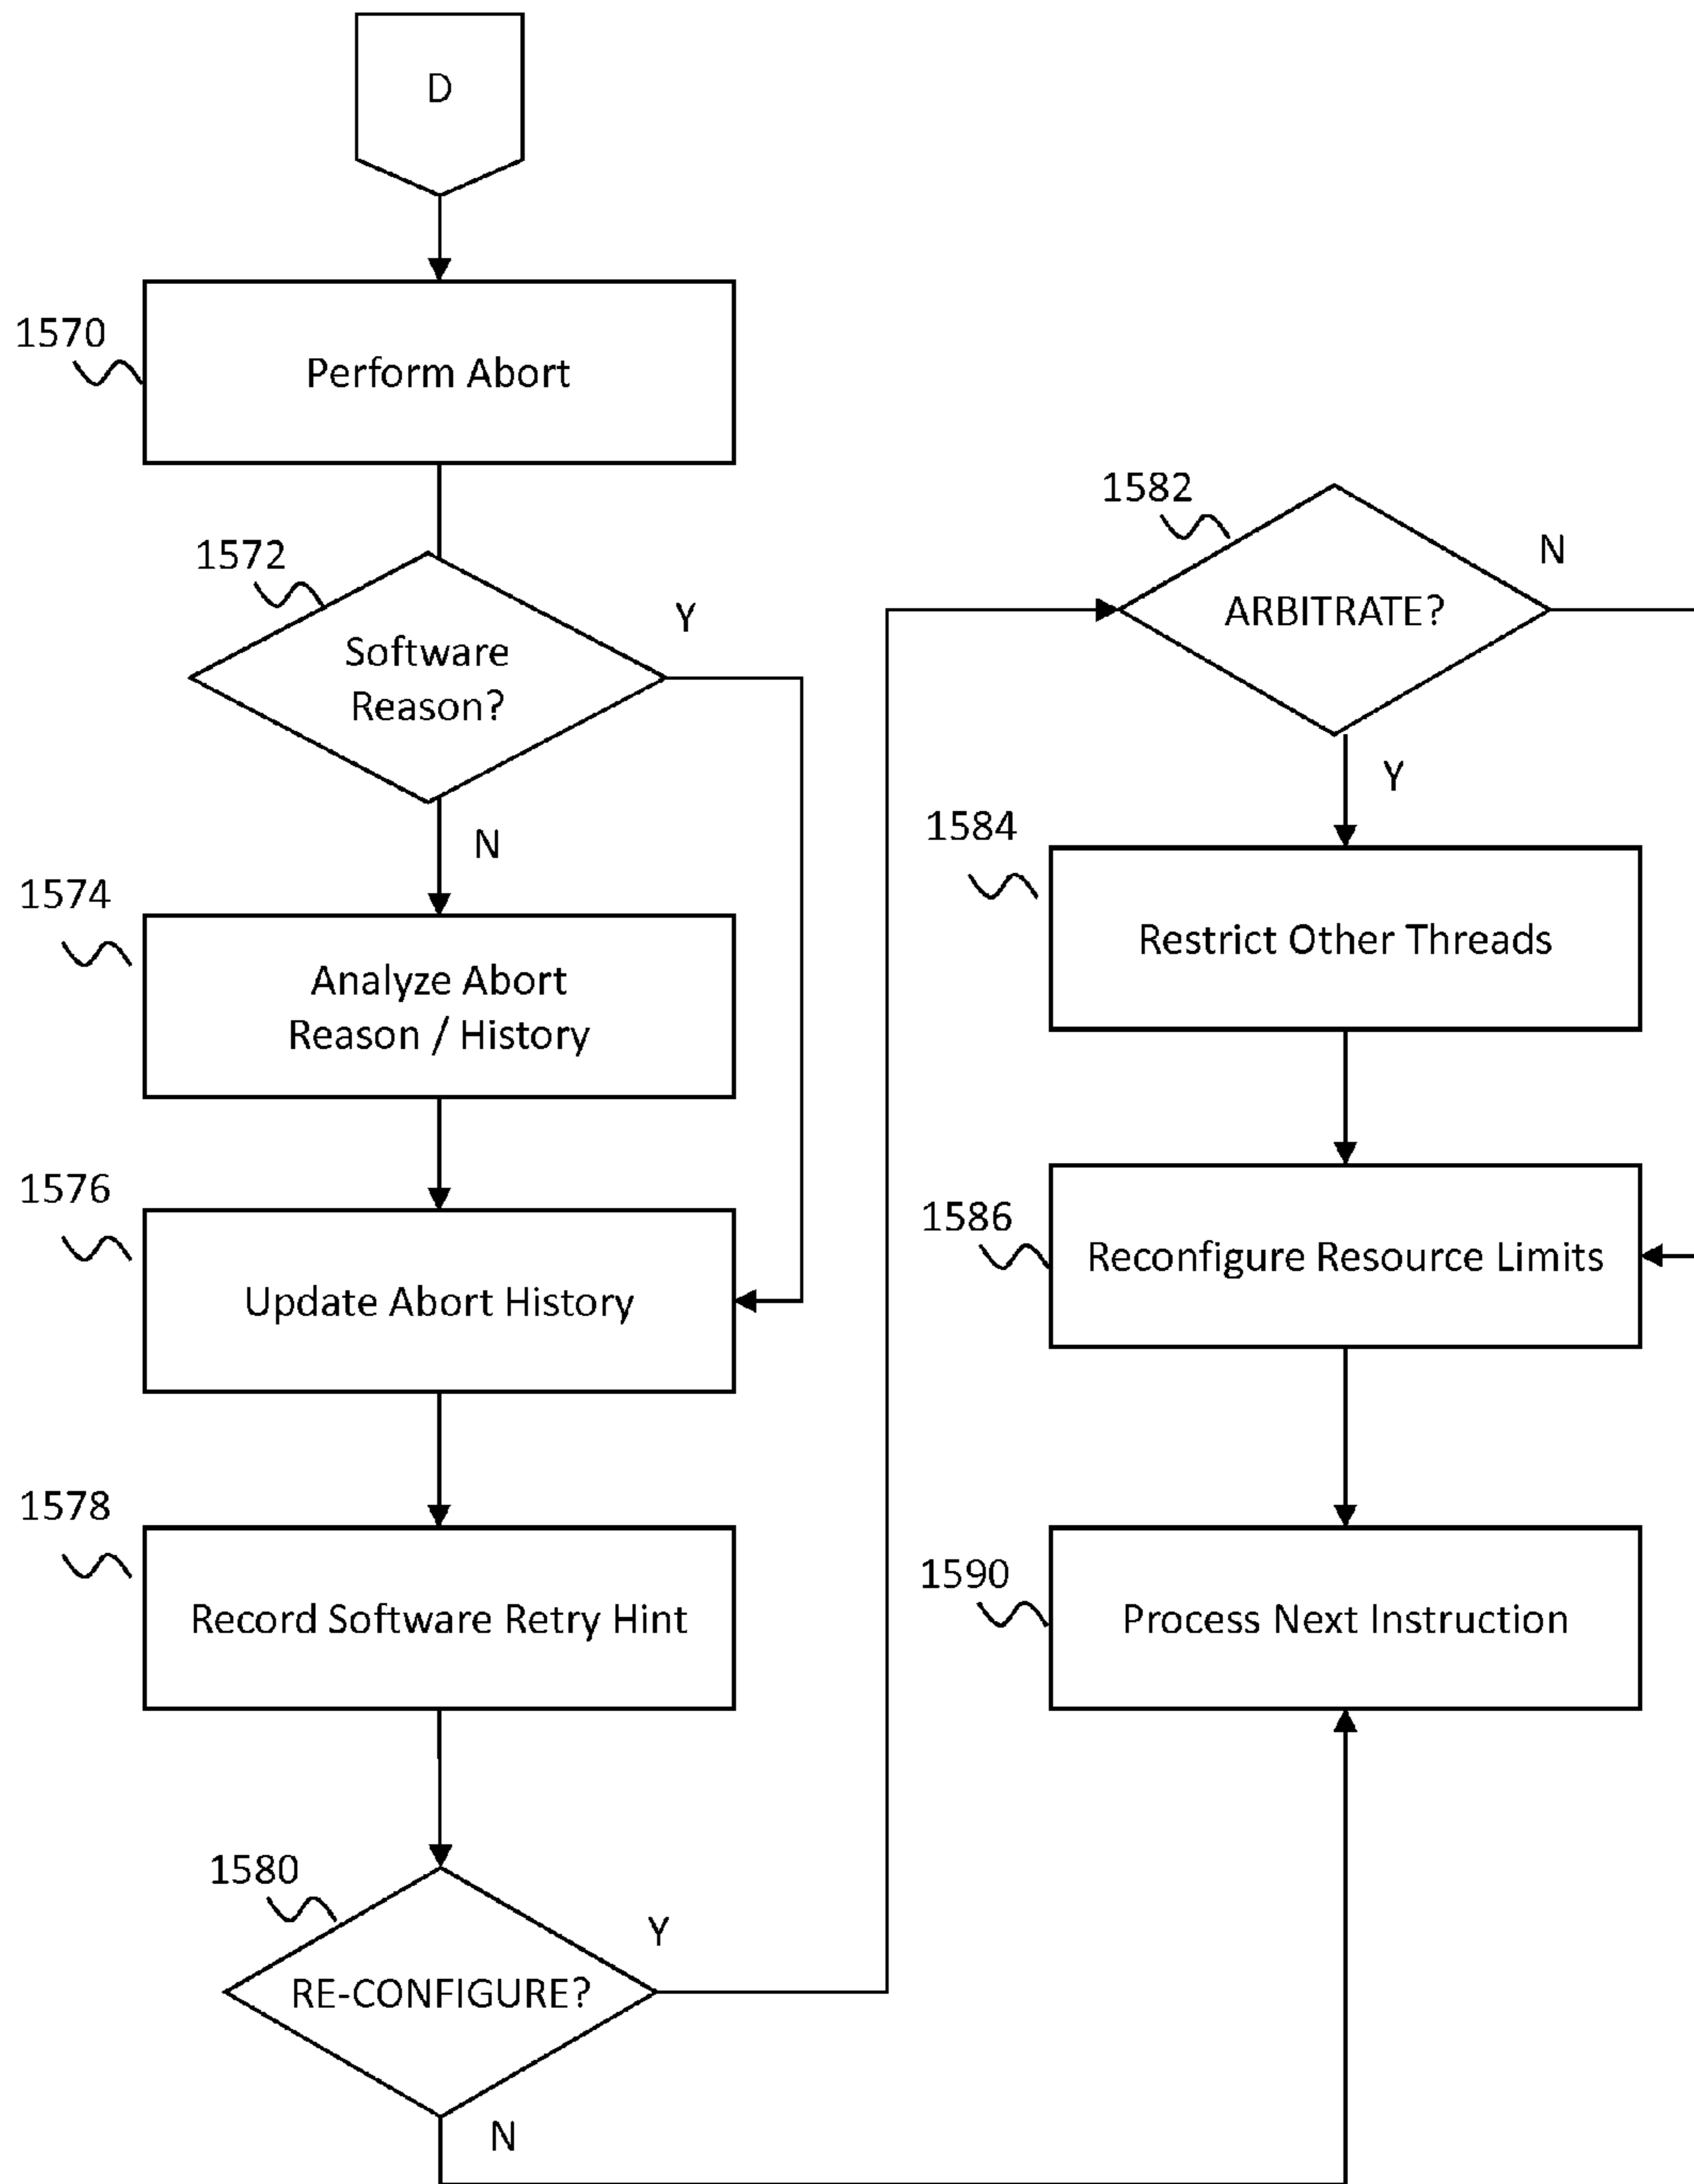 D
1570
Perform Abort
1572
Software
Reason?
Y
N
1574
Analyze Abort
Reason / History
1576
Update Abort History
1578
Record Software Retry Hint
1580
RE-CONFIGURE?
Y
N
1582
ARBITRATE?
N
Y
1584
Restrict Other Threads
1586
Reconfigure Resource Limits
1590
Process Next Instruction